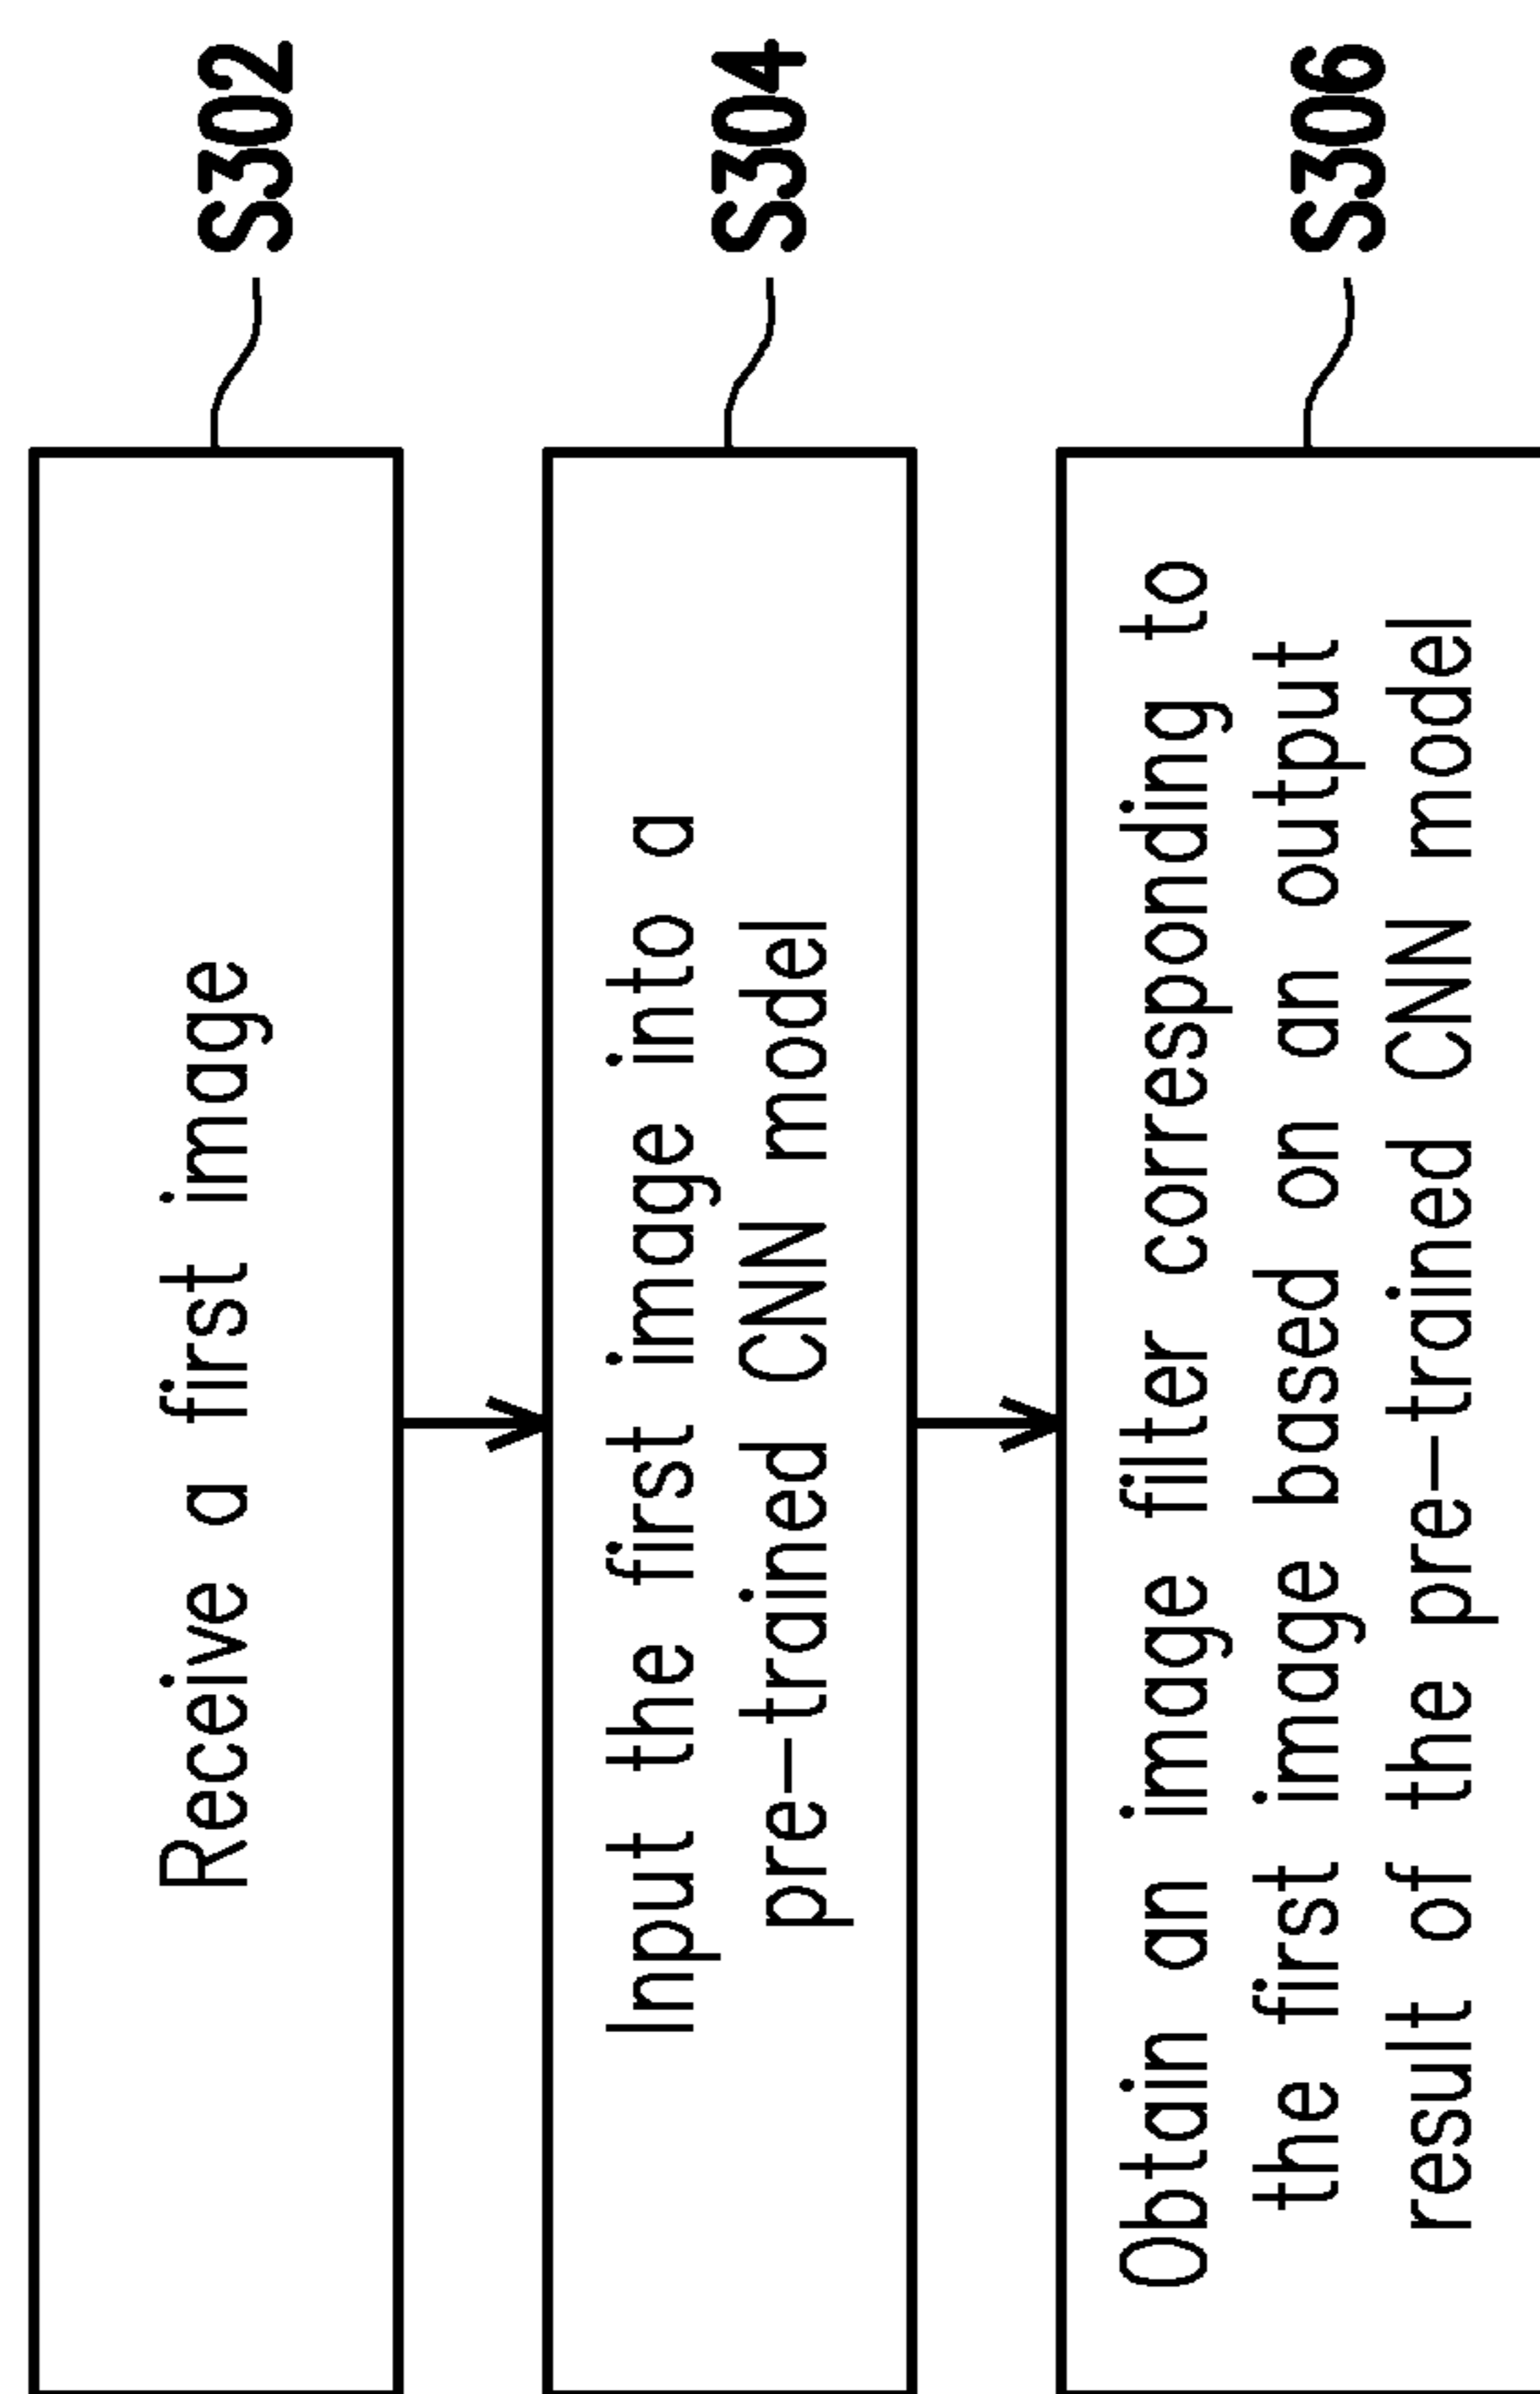 Receive a first image
S302
Input the first image into a
pre-trained CNN model
S304
Obtain an image filter corresponding to
the first image based on an output
result of the pre-trained CNN model
S306